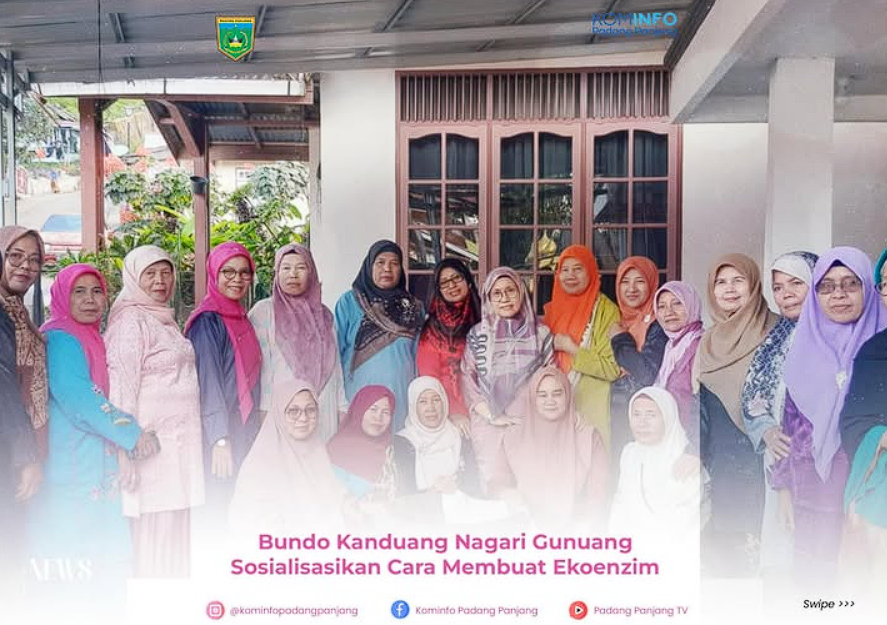 KOMINFO
Padang Panjang
NEWS
Bundo Kanduang Nagari Gunuang
Sosialisasikan Cara Membuat Ekoenzim
@kominfopadangpanjang
Kominfo Padang Panjang
Padang Panjang TV
Swipe >>>